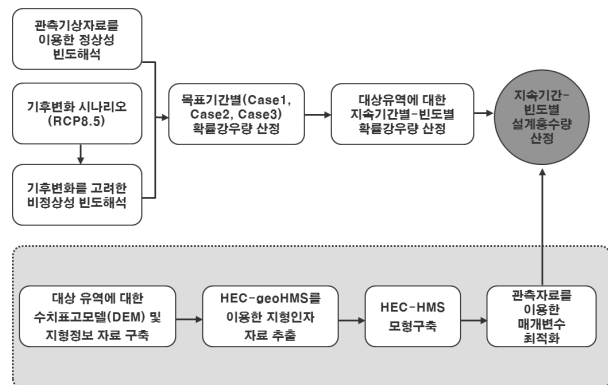 관측기상자료를
이용한 정상성
빈도해석
기후변화 시나리오
(RCP8.5)
기후변화를 고려한
비정상성 빈도해석
목표기간별(Case1,
Case2, Case3)
확률강우량 산정
대상유역에 대한
지속기간별-빈도별
확률강우량 산정
지속기간-
빈도별
설계홍수량
산정
대상 유역에 대한
수치표고모델(DEM) 및
지형정보 자료 구축
HEC-geoHMS를
이용한 지형인자
자료 추출
HEC-HMS
모형구축
관측자료를
이용한
매개변수
최적화